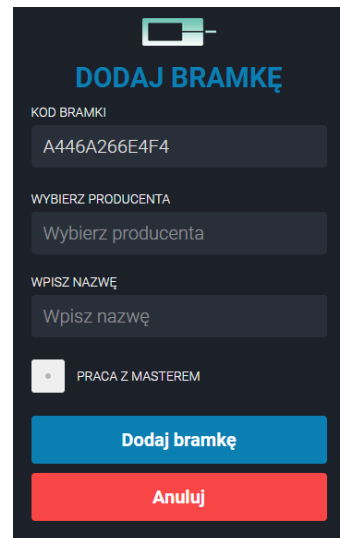 DODAJ BRAMKĘ
KOD BRAMKI
A446A266E4F4
WYBIERZ PRODUCENTA
Wybierz producenta
WPISZ NAZWĘ
Wpisz nazwę
PRACA Z MASTEREM
Dodaj bramkę
Anuluj